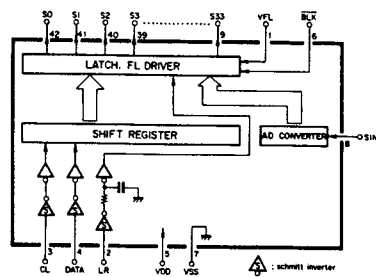 S0 S1 S2 S3 S33 VFL BLK
42 41 40 39 9 1 6
LATCH. FL DRIVER
SHIFT REGISTER
AD CONVERTER
SIN
8
S S S
3 4 2 5 7
CL DATA LR VDD VSS
S : schmitt inverter